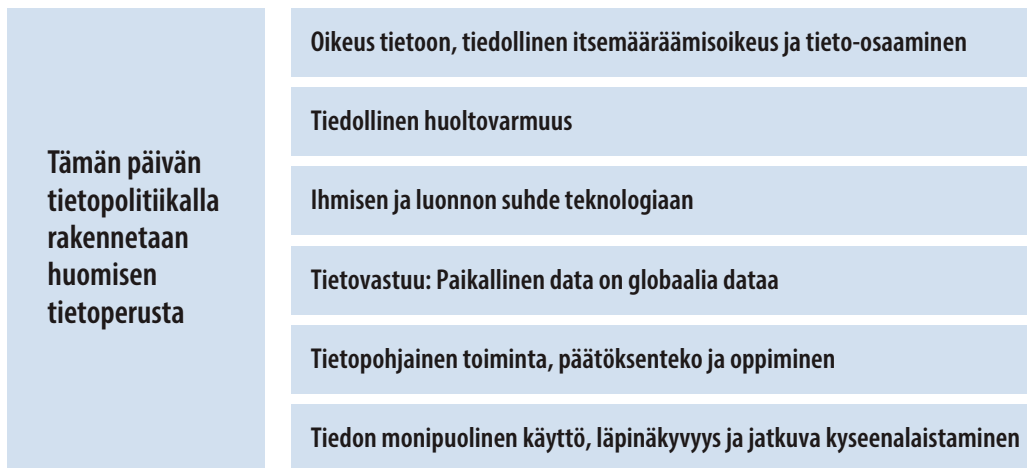 Tämän päivän
tietopolitiikalla
rakennetaan
huomisen
tietoperusta
Oikeus tietoon, tiedollinen itsemääräämisoikeus ja tieto-osaaminen
Tiedollinen huoltovarmuus
Ihmisen ja luonnon suhde teknologiaan
Tietovastuu: Paikallinen data on globaalia dataa
Tietopohjainen toiminta, päätöksenteko ja oppiminen
Tiedon monipuolinen käyttö, läpinäkyvyys ja jatkuva kyseenalaistaminen